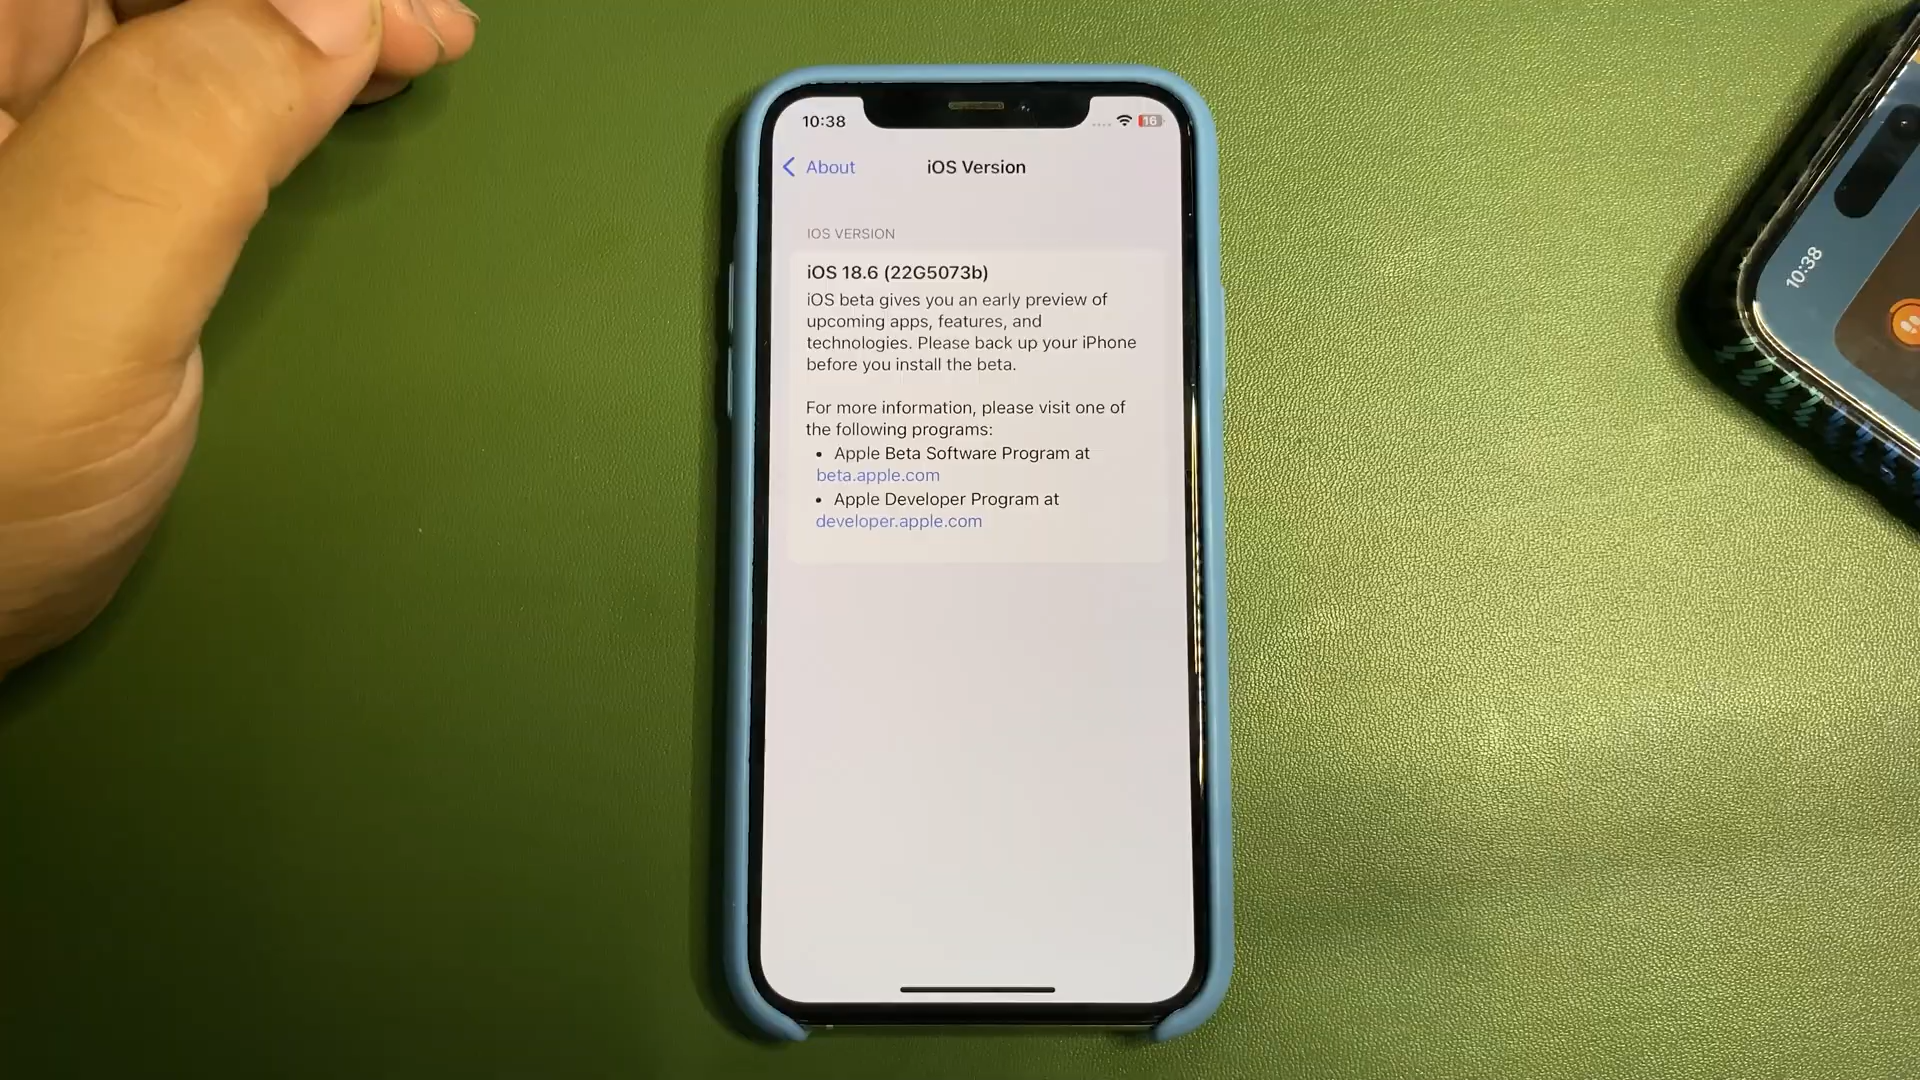 10:38
16
About
iOS Version
IOS VERSION
iOS 18.6 (22G5073b)
iOS beta gives you an early preview of
upcoming apps, features, and
technologies. Please back up your iPhone
before you install the beta.
For more information, please visit one of
the following programs:
• Apple Beta Software Program at
beta.apple.com
• Apple Developer Program at
developer.apple.com
10:38